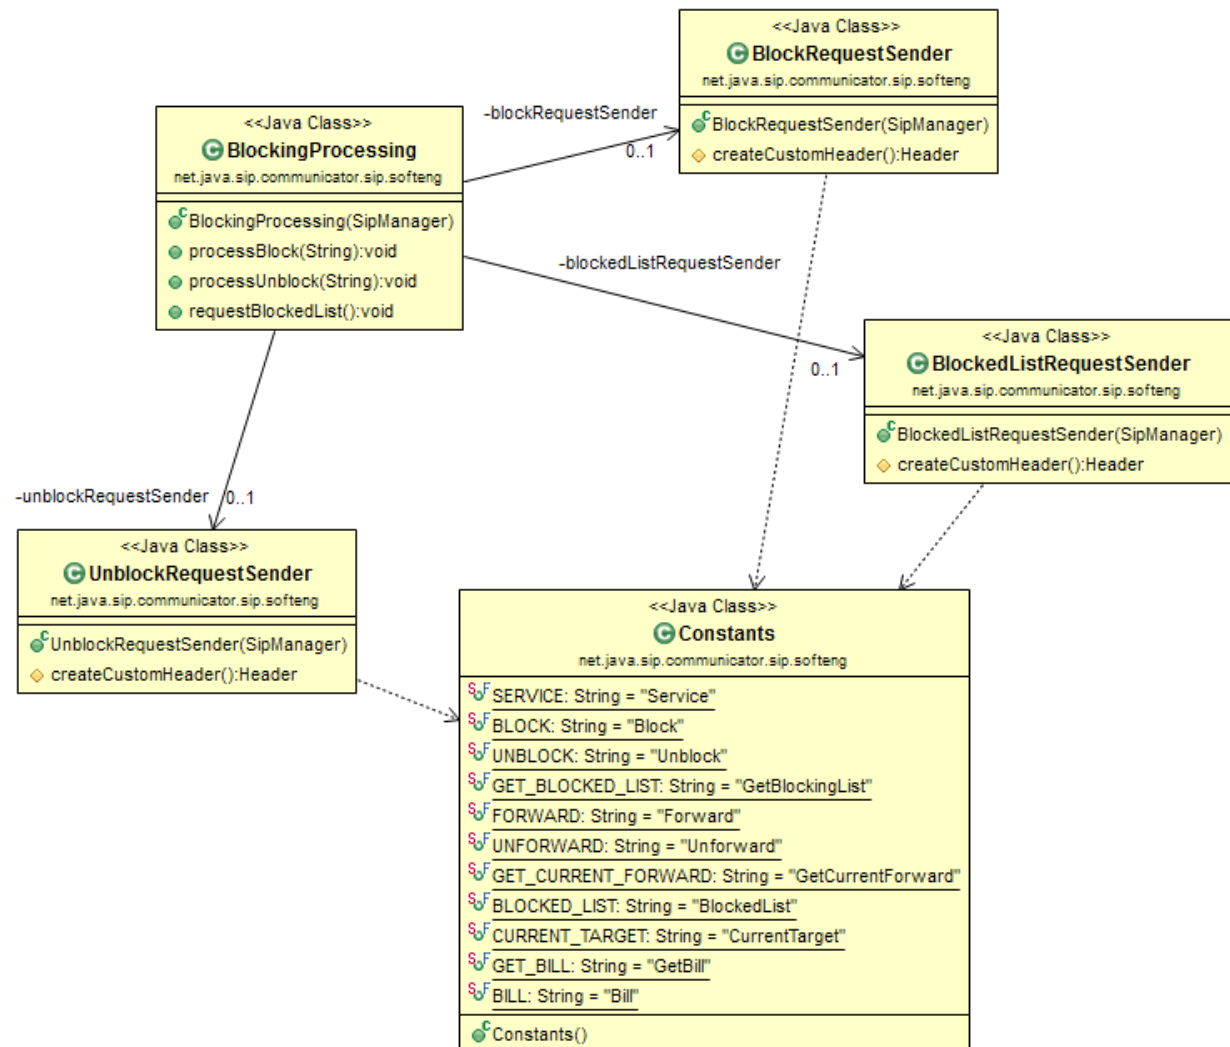 <<Java Class>>
BlockRequestSender
net.java.sip.communicator.sip.softeng
BlockRequestSender(SipManager)
createCustomHeader():Header
-blockRequestSender
0..1
<<Java Class>>
BlockingProcessing
net.java.sip.communicator.sip.softeng
BlockingProcessing(SipManager)
processBlock(String):void
processUnblock(String):void
requestBlockedList():void
-blockedListRequestSender
0..1
<<Java Class>>
BlockedListRequestSender
net.java.sip.communicator.sip.softeng
BlockedListRequestSender(SipManager)
createCustomHeader():Header
-unblockRequestSender
0..1
<<Java Class>>
UnblockRequestSender
net.java.sip.communicator.sip.softeng
UnblockRequestSender(SipManager)
createCustomHeader():Header
<<Java Class>>
Constants
net.java.sip.communicator.sip.softeng
SERVICE: String = "Service"
BLOCK: String = "Block"
UNBLOCK: String = "Unblock"
GET_BLOCKED_LIST: String = "GetBlockingList"
FORWARD: String = "Forward"
UNFORWARD: String = "Unforward"
GET_CURRENT_FORWARD: String = "GetCurrentForward"
BLOCKED_LIST: String = "BlockedList"
CURRENT_TARGET: String = "CurrentTarget"
GET_BILL: String = "GetBill"
BILL: String = "Bill"
Constants()